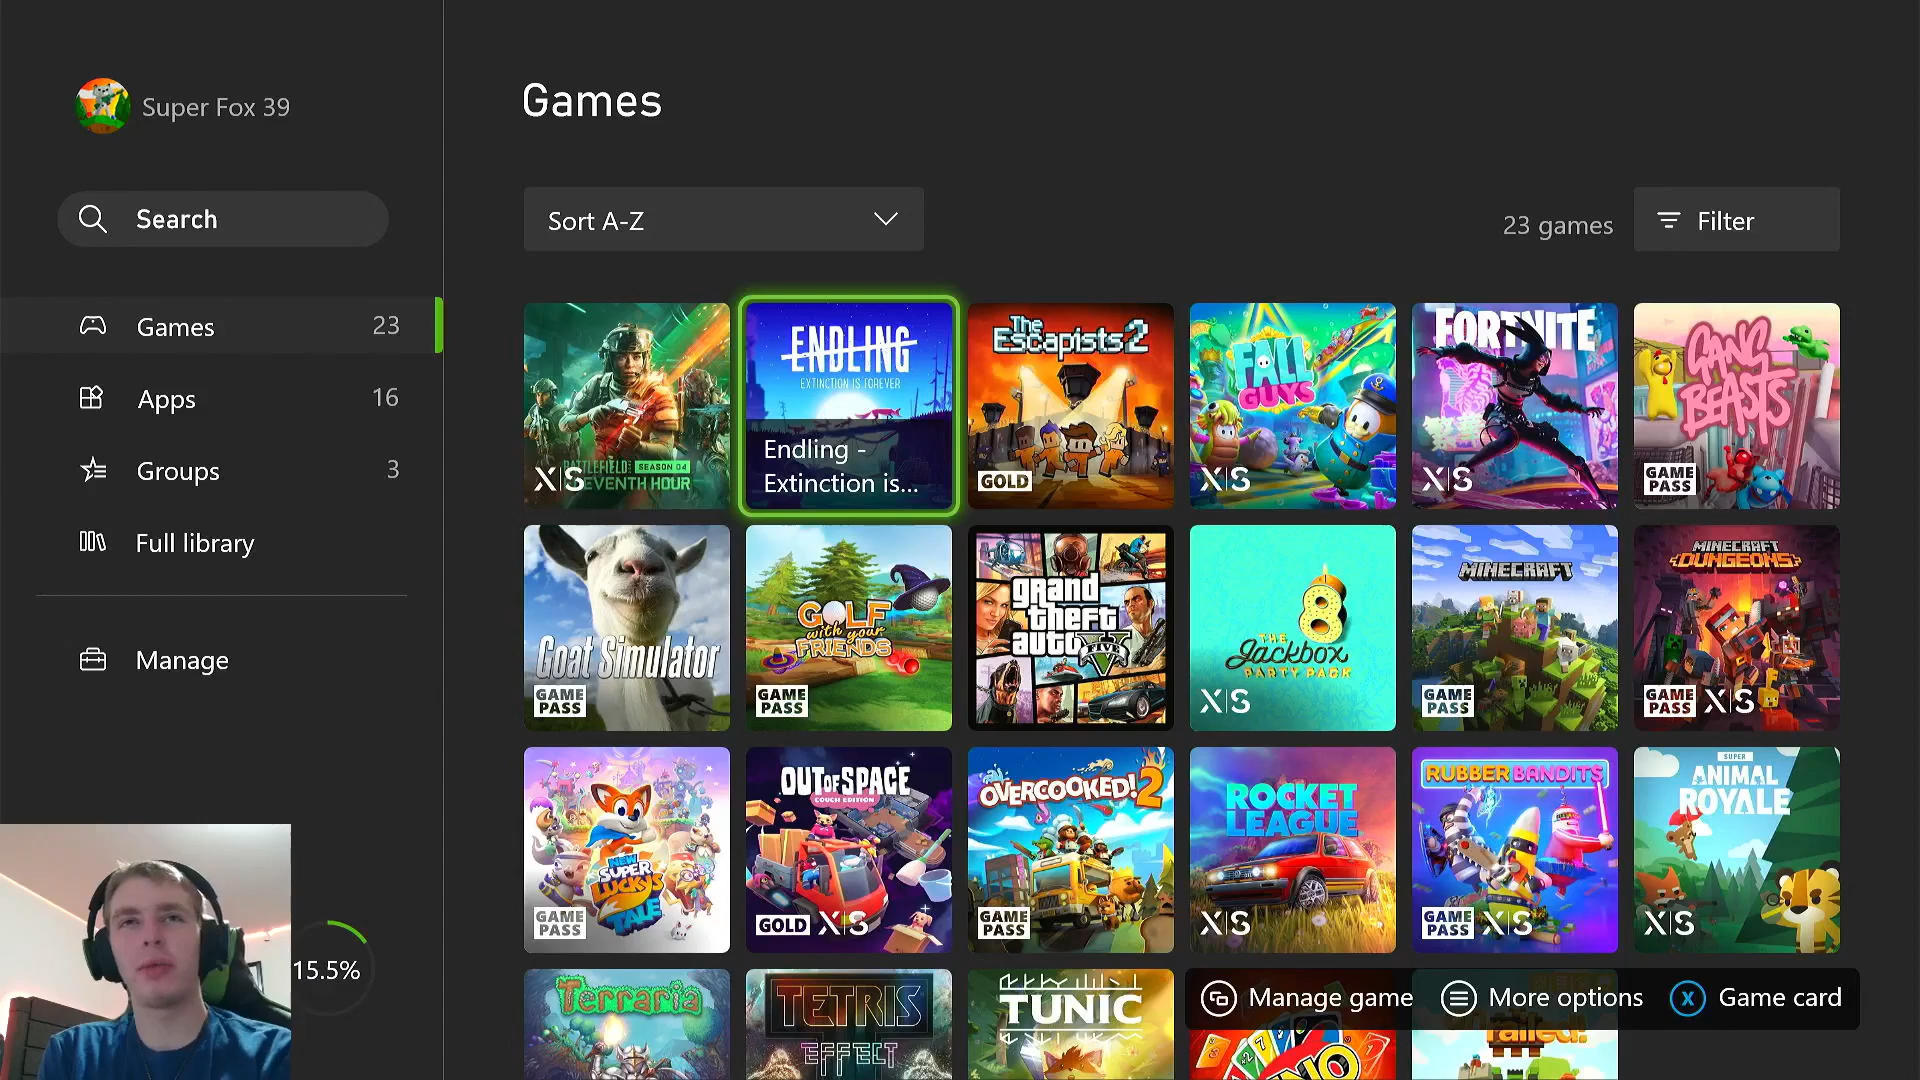 Super Fox 39
Search
Games 23
Apps 16
Groups 3
Full library
Manage
15.5%
Games
Sort A-Z
23 games
Filter
X|S
BATTLEFIELD
SEASON 04
ELEVENTH HOUR
ENDLING
EXTINCTION IS FOREVER
Endling -
Extinction is...
The
Escapists 2
GOLD
FALL
GUYS
X|S
FORTNITE
X|S
GANG
BEASTS
GAME
PASS
Goat Simulator
GAME
PASS
GOLF
with your
FRIENDS
GAME
PASS
grand
theft
auto
FIVE
8
THE
Jackbox
PARTY PACK
X|S
MINECRAFT
GAME
PASS
MINECRAFT
DUNGEONS
GAME
PASS
X|S
NEW
SUPER
LUCKY'S
TALE
GAME
PASS
OUT OF SPACE
COUCH EDITION
GOLD X|S
OVERCOOKED! 2
GAME
PASS
ROCKET
LEAGUE
X|S
RUBBER BANDITS
GAME
PASS
X|S
SUPER
ANIMAL
ROYALE
X|S
Terraria
TETRIS
EFFECT
TUNIC
UNO
Manage game
More options
X Game card